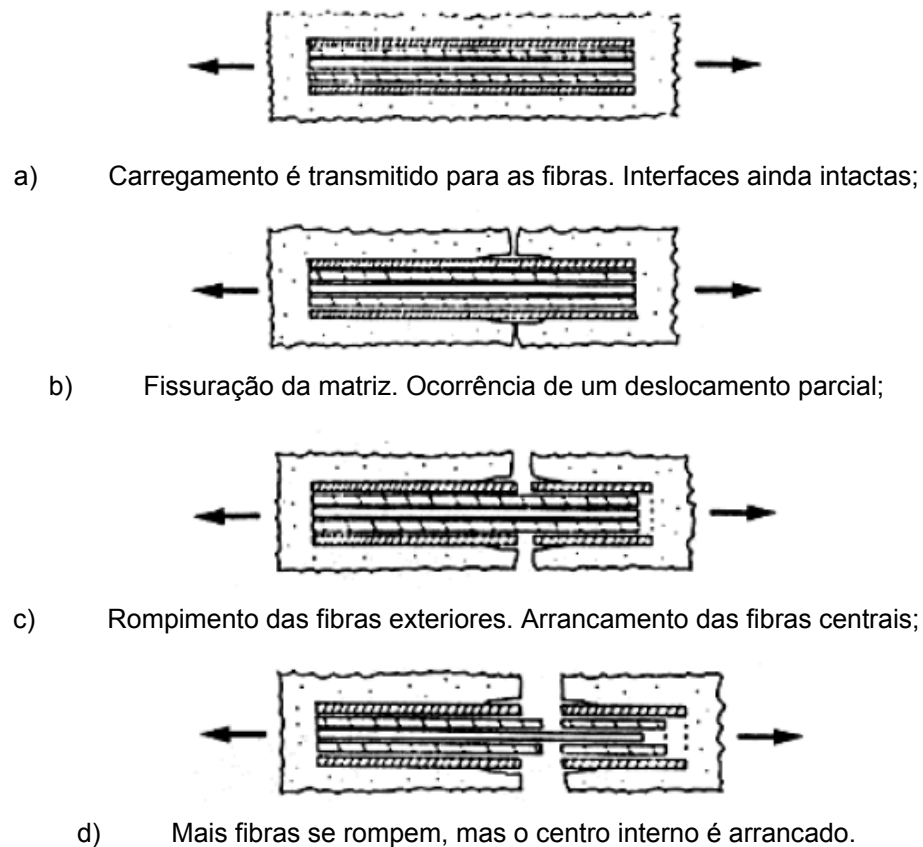 a) Carregamento é transmitido para as fibras. Interfaces ainda intactas;
b) Fissuração da matriz. Ocorrência de um deslocamento parcial;
c) Rompimento das fibras exteriores. Arrancamento das fibras centrais;
d) Mais fibras se rompem, mas o centro interno é arrancado.